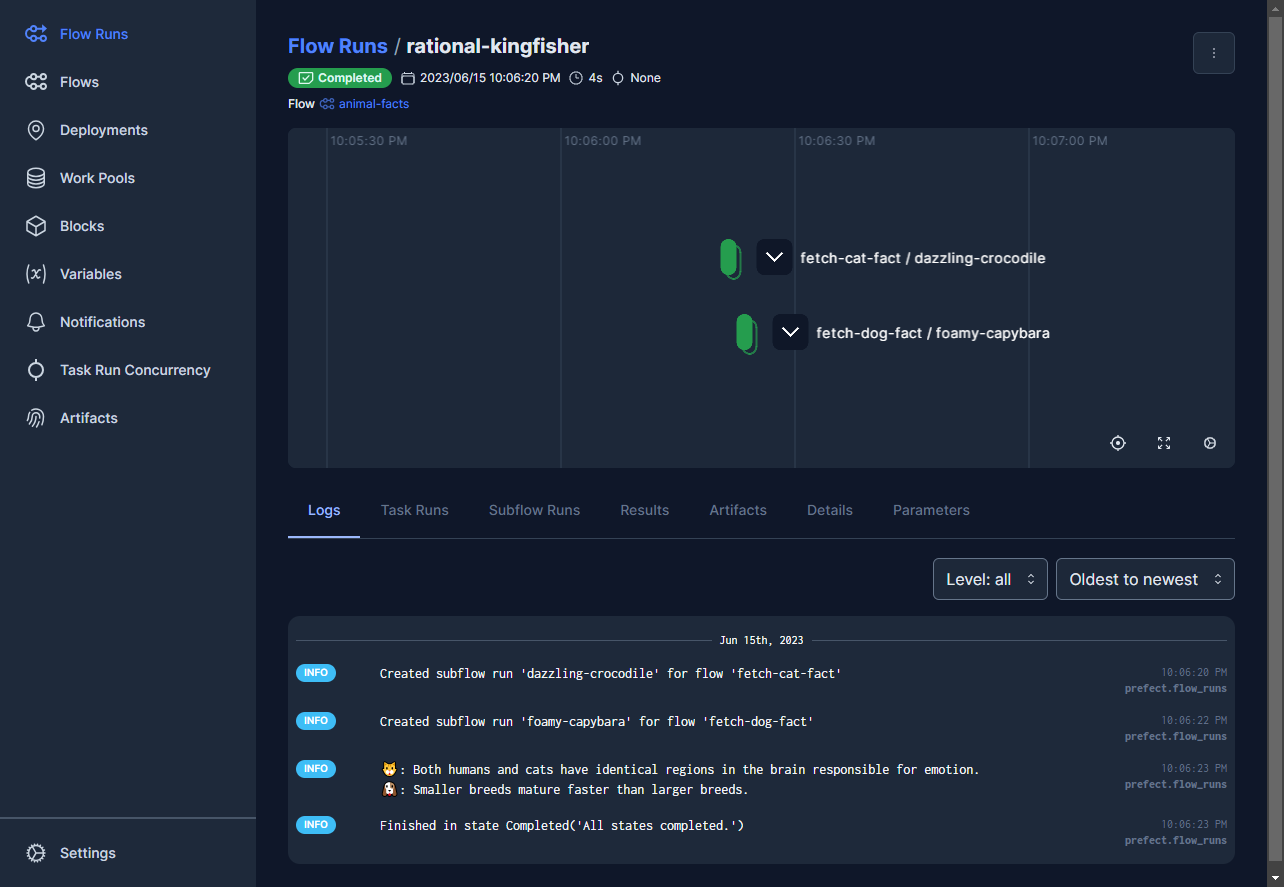 Flow Runs
Flows
Deployments
Work Pools
Blocks
Variables
Notifications
Task Run Concurrency
Artifacts
Settings
Flow Runs / rational-kingfisher
Completed 2023/06/15 10:06:20 PM 4s None
Flow animal-facts
10:05:30 PM 10:06:00 PM 10:06:30 PM 10:07:00 PM
fetch-cat-fact / dazzling-crocodile
fetch-dog-fact / foamy-capybara
Logs Task Runs Subflow Runs Results Artifacts Details Parameters
Level: all Oldest to newest
Jun 15th, 2023
INFO Created subflow run 'dazzling-crocodile' for flow 'fetch-cat-fact' 10:06:20 PM
prefect.flow_runs
INFO Created subflow run 'foamy-capybara' for flow 'fetch-dog-fact' 10:06:22 PM
prefect.flow_runs
INFO 🐱: Both humans and cats have identical regions in the brain responsible for emotion. 10:06:23 PM
🐶: Smaller breeds mature faster than larger breeds. prefect.flow_runs
INFO Finished in state Completed('All states completed.') 10:06:23 PM
prefect.flow_runs